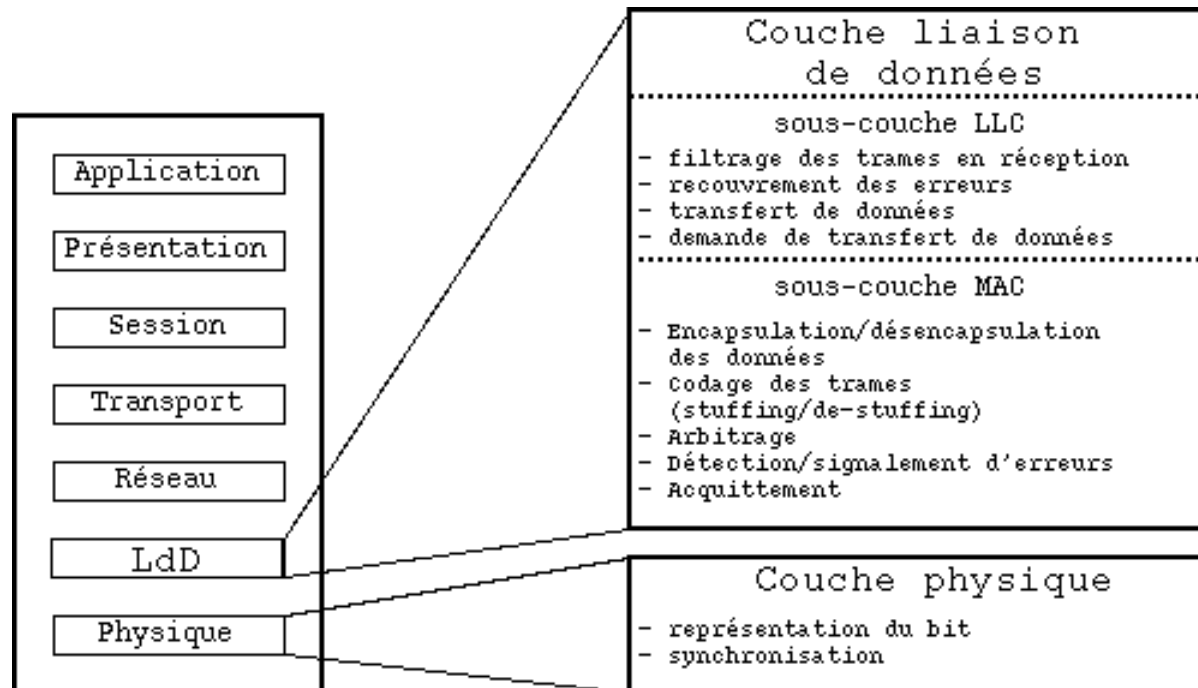 Application
Présentation
Session
Transport
Réseau
LdD
Physique
Couche liaison
de données
sous-couche LLC
- filtrage des trames en réception
- recouvrement des erreurs
- transfert de données
- demande de transfert de données
sous-couche MAC
- Encapsulation/désencapsulation
des données
- Codage des trames
(stuffing/de-stuffing)
- Arbitrage
- Détection/signalement d'erreurs
- Acquittement
Couche physique
- représentation du bit
- synchronisation